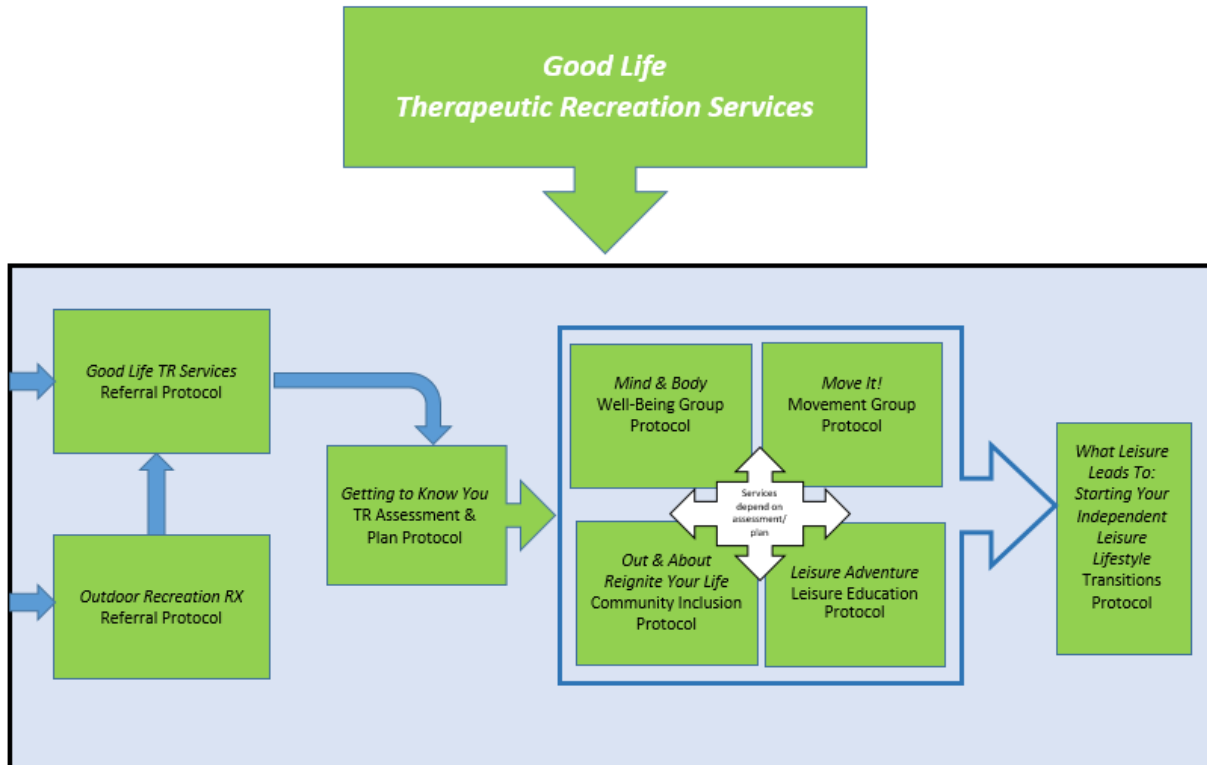 Good Life
Therapeutic Recreation Services
Good Life TR Services
Referral Protocol
Outdoor Recreation RX
Referral Protocol
Getting to Know You
TR Assessment &
Plan Protocol
Mind & Body
Well-Being Group
Protocol
Move It!
Movement Group
Protocol
Services
depend on
assessment/
plan
Out & About
Reignite Your Life
Community Inclusion
Protocol
Leisure Adventure
Leisure Education
Protocol
What Leisure
Leads To:
Starting Your
Independent
Leisure
Lifestyle
Transitions
Protocol